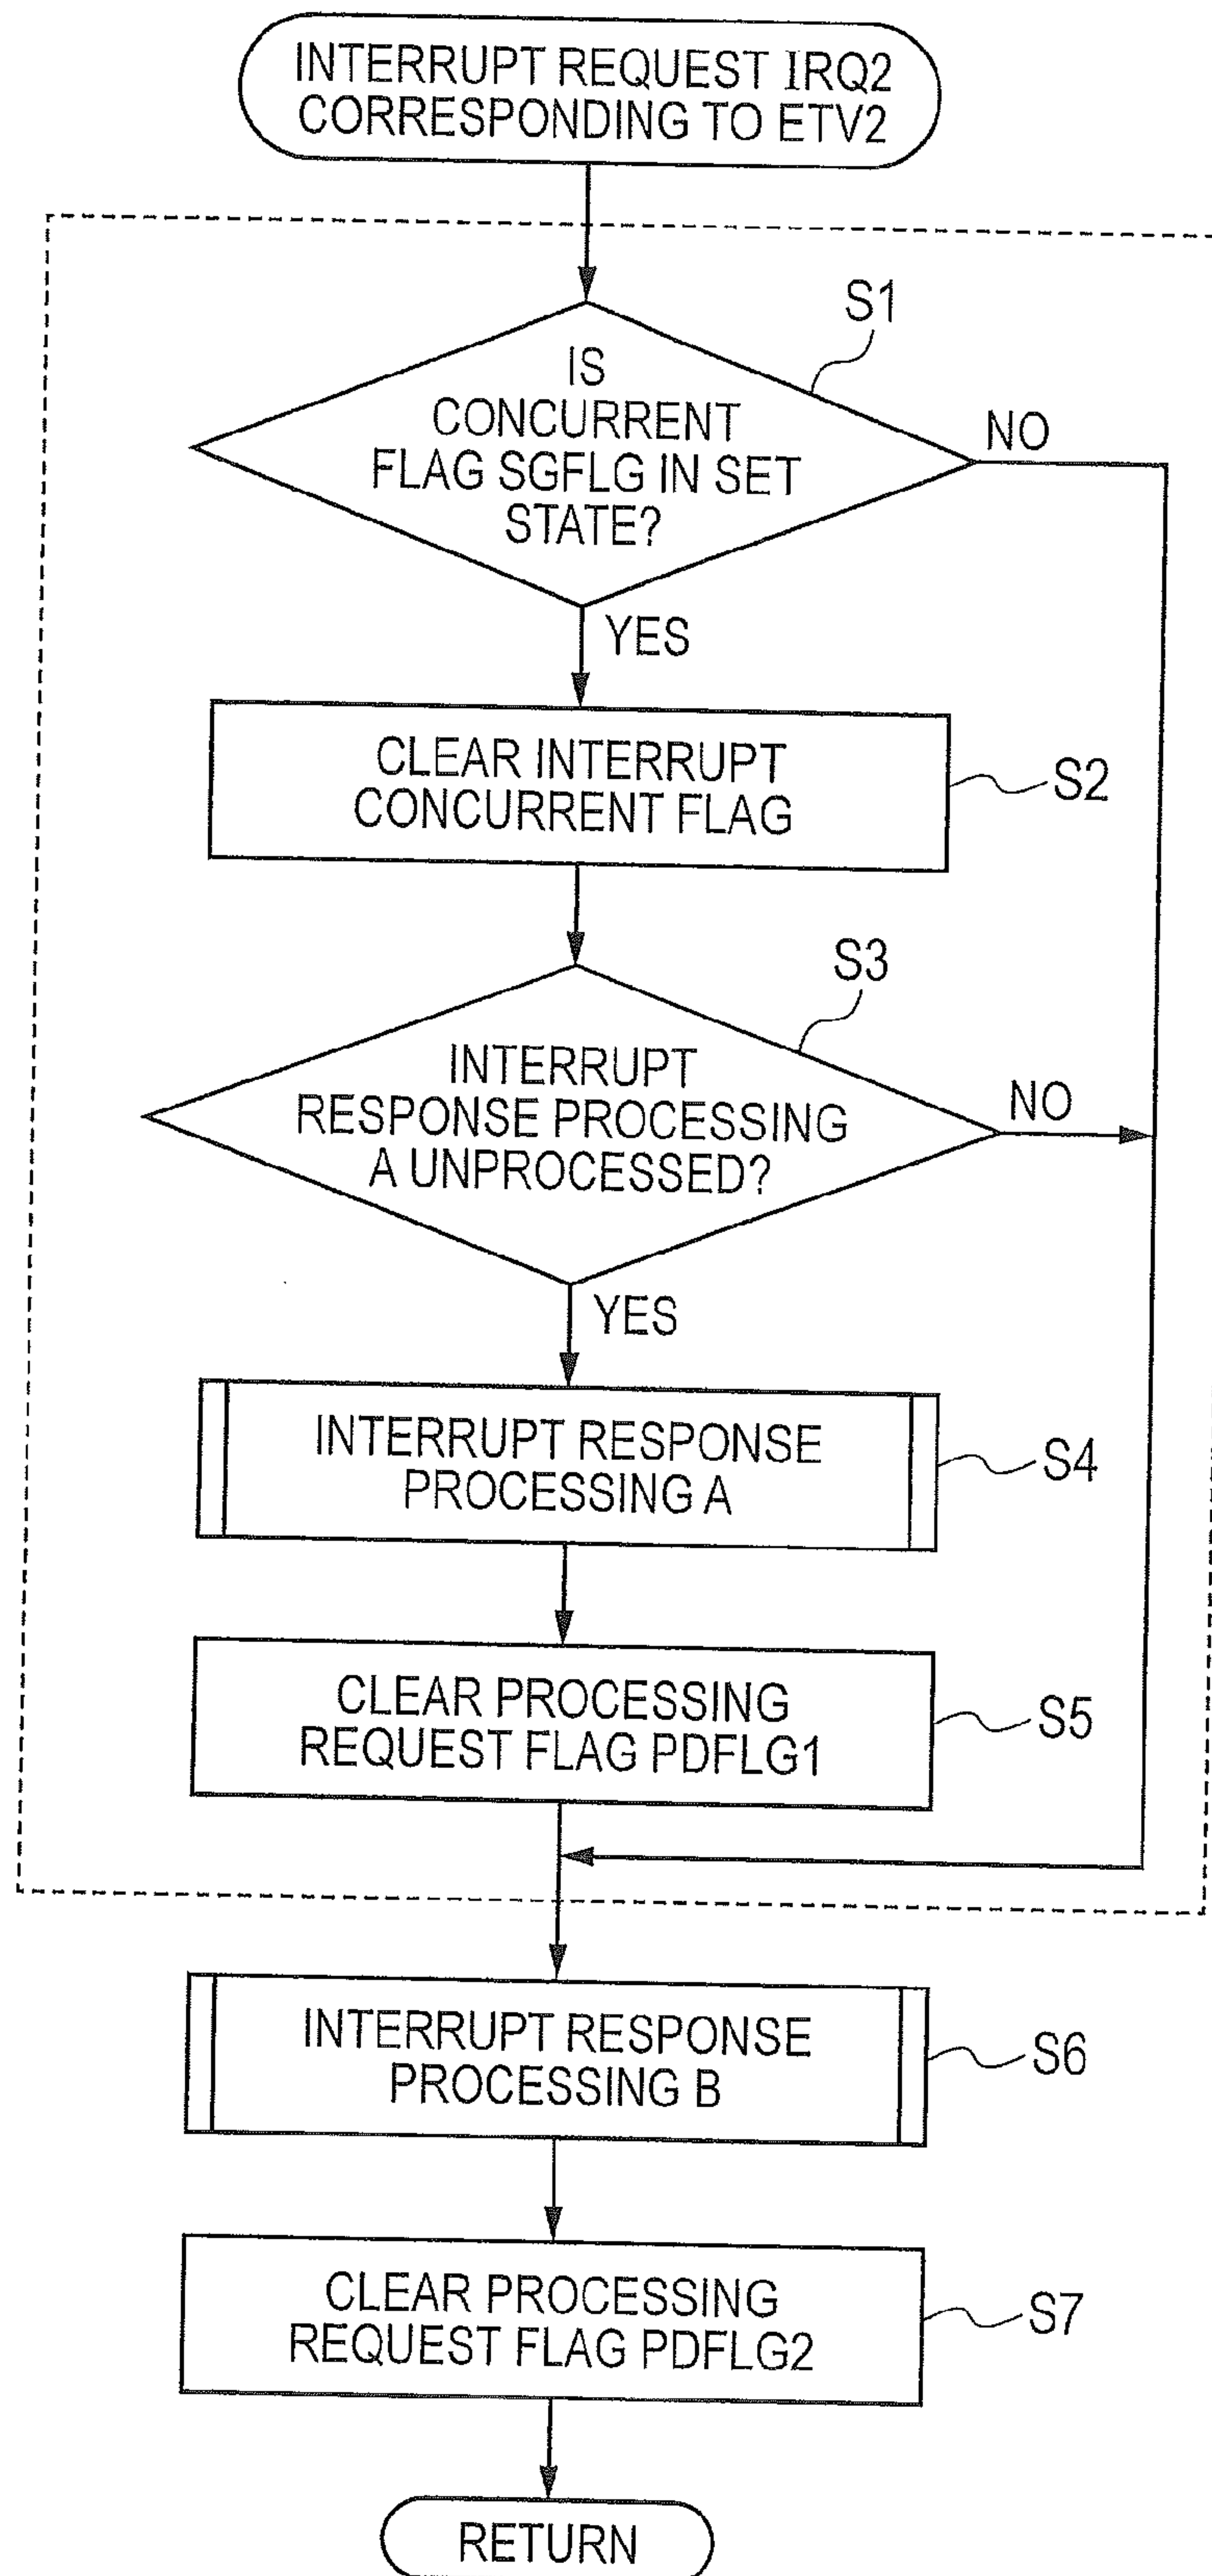 INTERRUPT REQUEST IRQ2
CORRESPONDING TO ETV2
S1
IS
CONCURRENT
FLAG SGFLG IN SET
STATE?
NO
YES
CLEAR INTERRUPT
CONCURRENT FLAG
S2
S3
INTERRUPT
RESPONSE PROCESSING
A UNPROCESSED?
NO
YES
INTERRUPT RESPONSE
PROCESSING A
S4
CLEAR PROCESSING
REQUEST FLAG PDFLG1
S5
INTERRUPT RESPONSE
PROCESSING B
S6
CLEAR PROCESSING
REQUEST FLAG PDFLG2
S7
RETURN